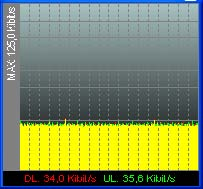 MAX: 125,0 Kibit/s
DL: 34,0 Kibit/s UL: 35,6 Kibit/s